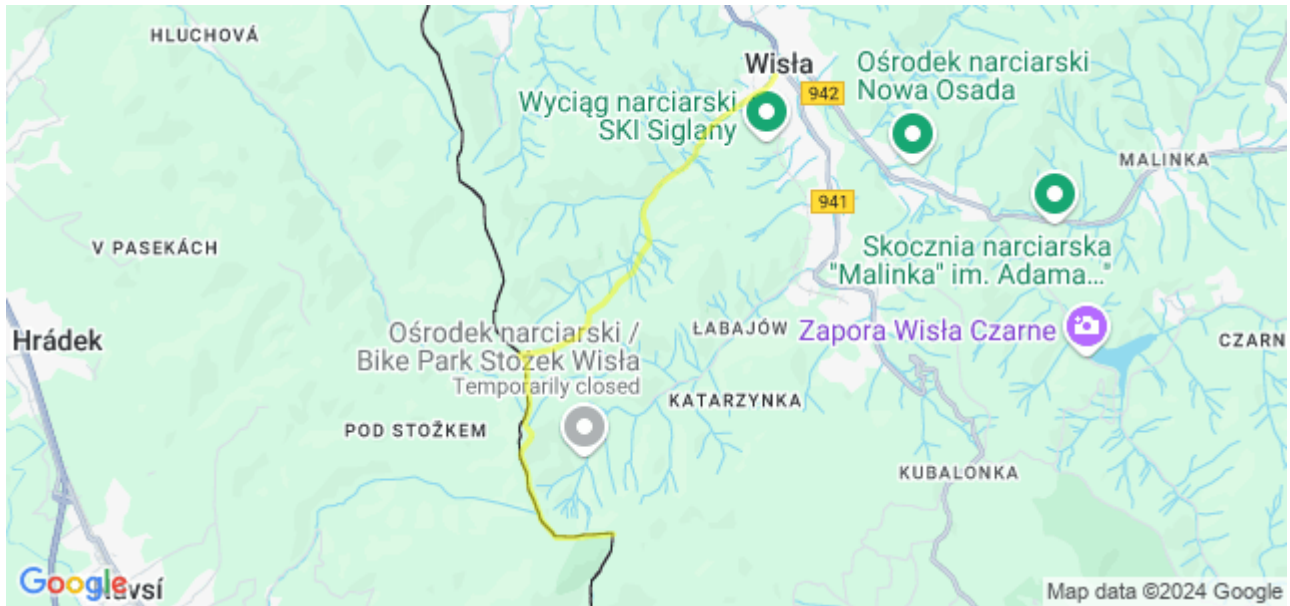 HLUCHOVÁ
Wisła
Ośrodek narciarski
Nowa Osada
942
Wyciąg narciarski
SKI Siglany
MALINKA
941
V PASEKÁCH
Skocznia narciarska
"Malinka" im. Adama..."
Hrádek
Ośrodek narciarski /
Bike Park Stożek Wisła
Temporarily closed
ŁABAJÓW
Zapora Wisła Czarne
CZARN
KATARZYNKA
POD STOŽKEM
KUBALONKA
Google
Map data ©2024 Google